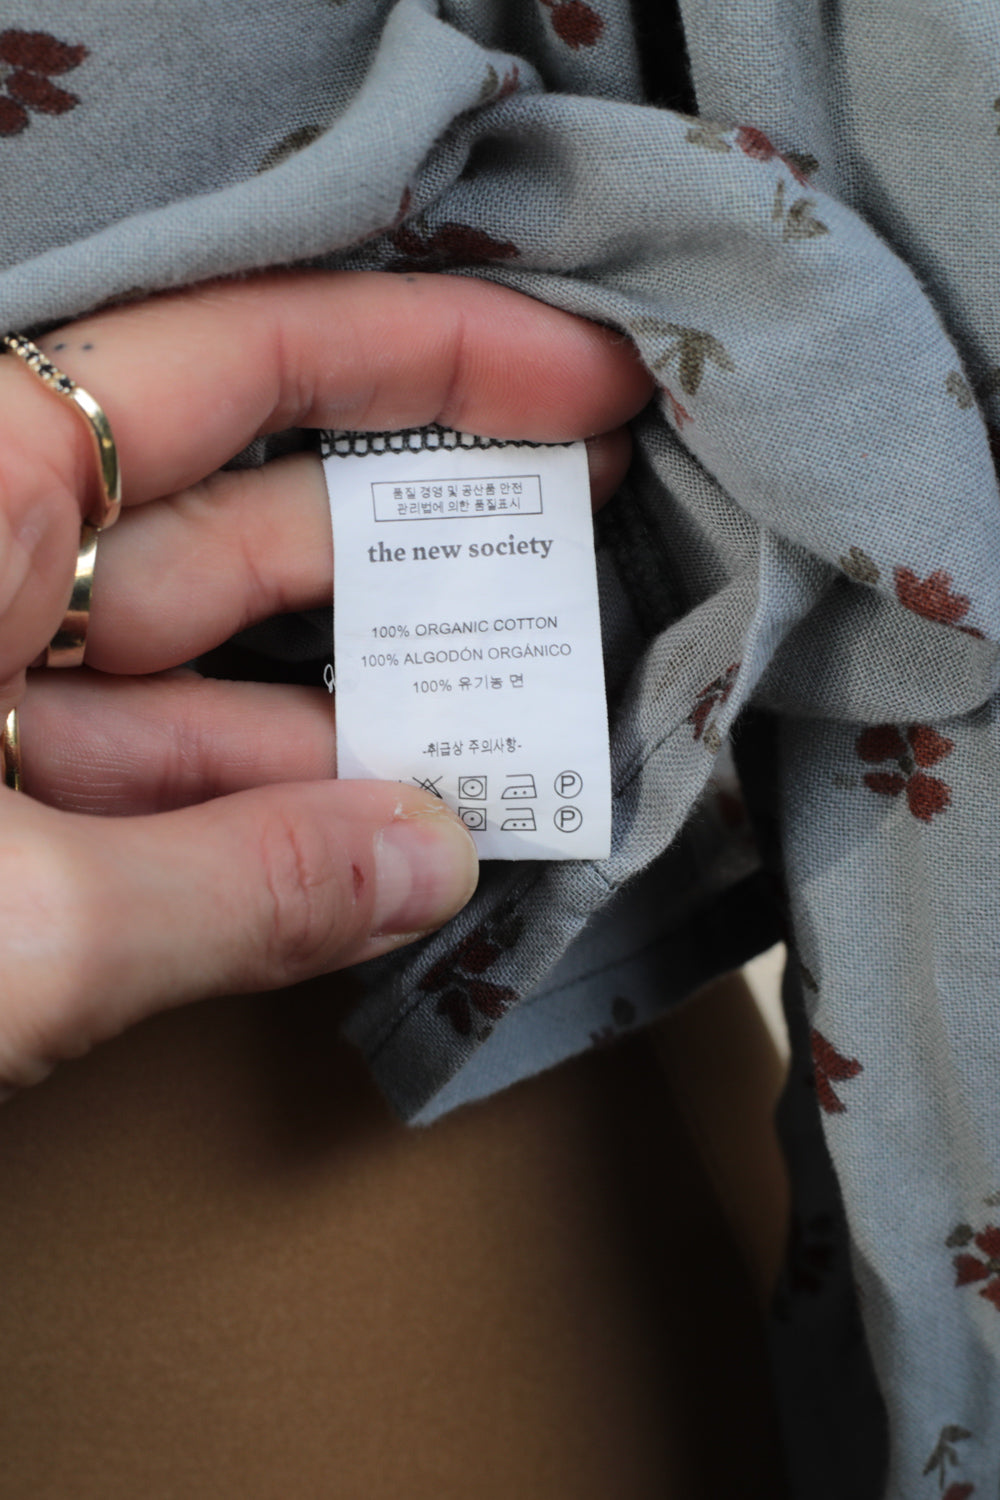 품질 경영 및 공산품 안전
관리법에 의한 품질표시
the new society
100% ORGANIC COTTON
100% ALGODÓN ORGÁNICO
100% 유기농 면
-취급상 주의사항-
P
P